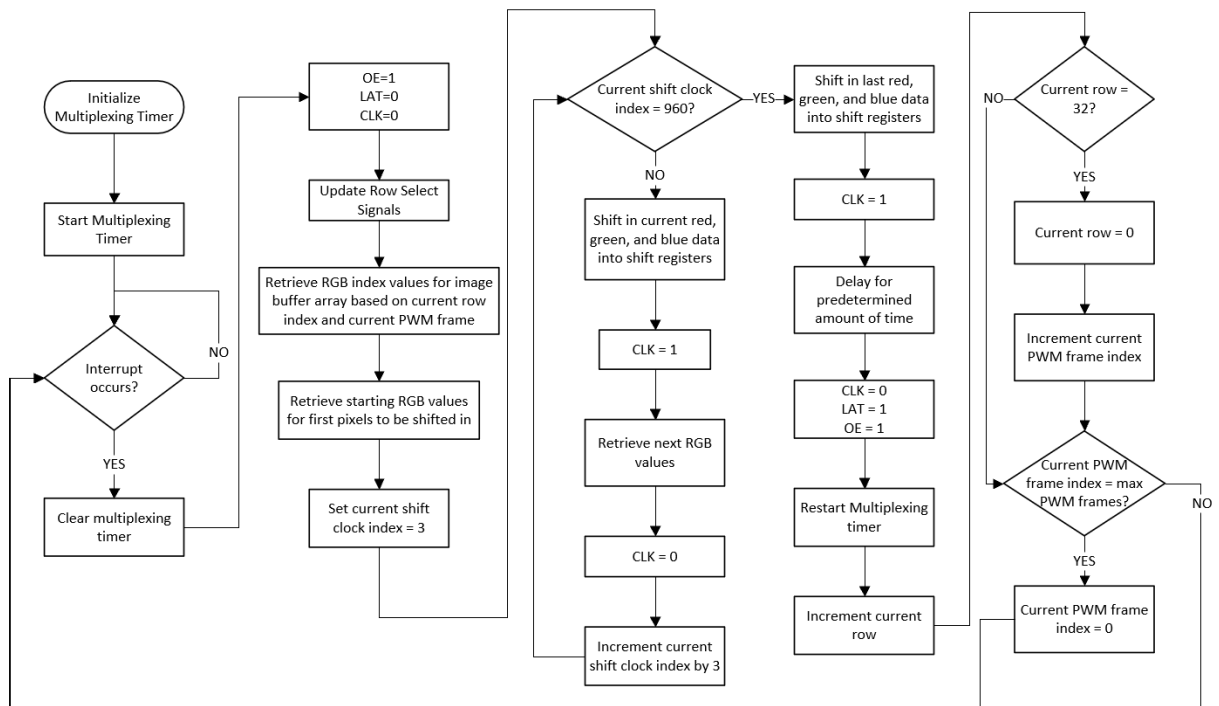 Initialize
Multiplexing Timer
Start Multiplexing
Timer
Interrupt
occurs?
NO
YES
Clear multiplexing
timer
OE=1
LAT=0
CLK=0
Update Row Select
Signals
Retrieve RGB index values for image
buffer array based on current row
index and current PWM frame
Retrieve starting RGB values
for first pixels to be shifted in
Set current shift
clock index = 3
Current shift clock
index = 960?
YES
NO
Shift in current red,
green, and blue data
into shift registers
CLK = 1
Retrieve next RGB
values
CLK = 0
Increment current
shift clock index by 3
Shift in last red,
green, and blue data
into shift registers
CLK = 1
Delay for
predetermined
amount of time
CLK = 0
LAT = 1
OE = 1
Restart Multiplexing
timer
Increment current
row
Current row =
32?
NO
YES
Current row = 0
Increment current
PWM frame index
Current PWM
frame index = max
PWM frames?
NO
YES
Current PWM frame
index = 0